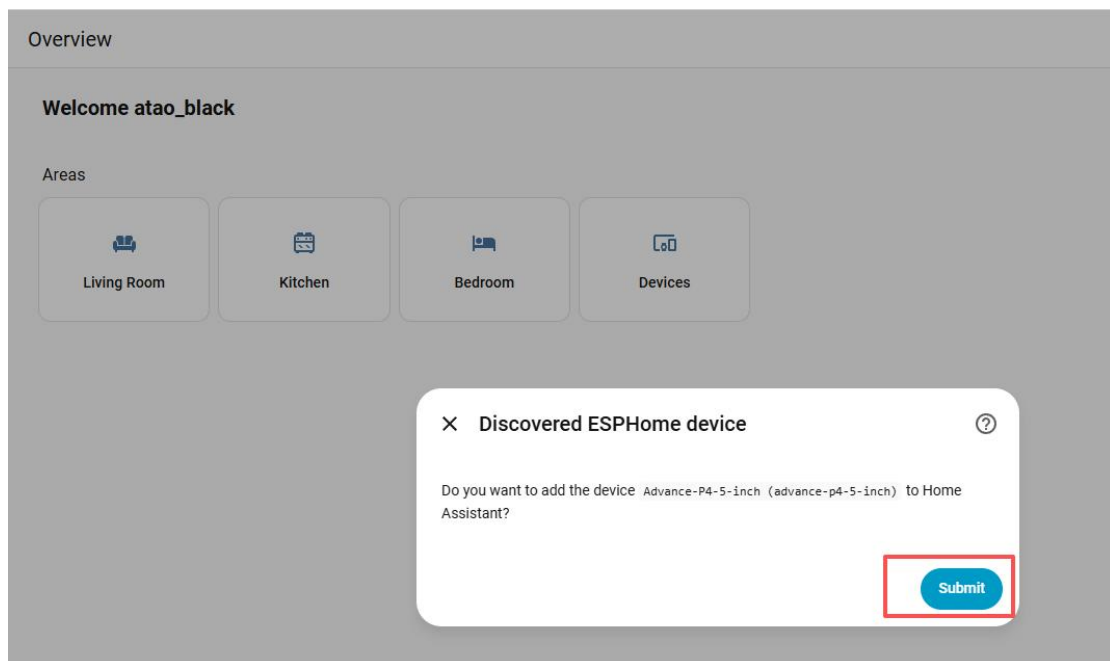 Overview
Welcome atao_black
Areas
Living Room
Kitchen
Bedroom
Devices
Discovered ESPHome device
Do you want to add the device Advance-P4-5-inch (advance-p4-5-inch) to Home
Assistant?
Submit